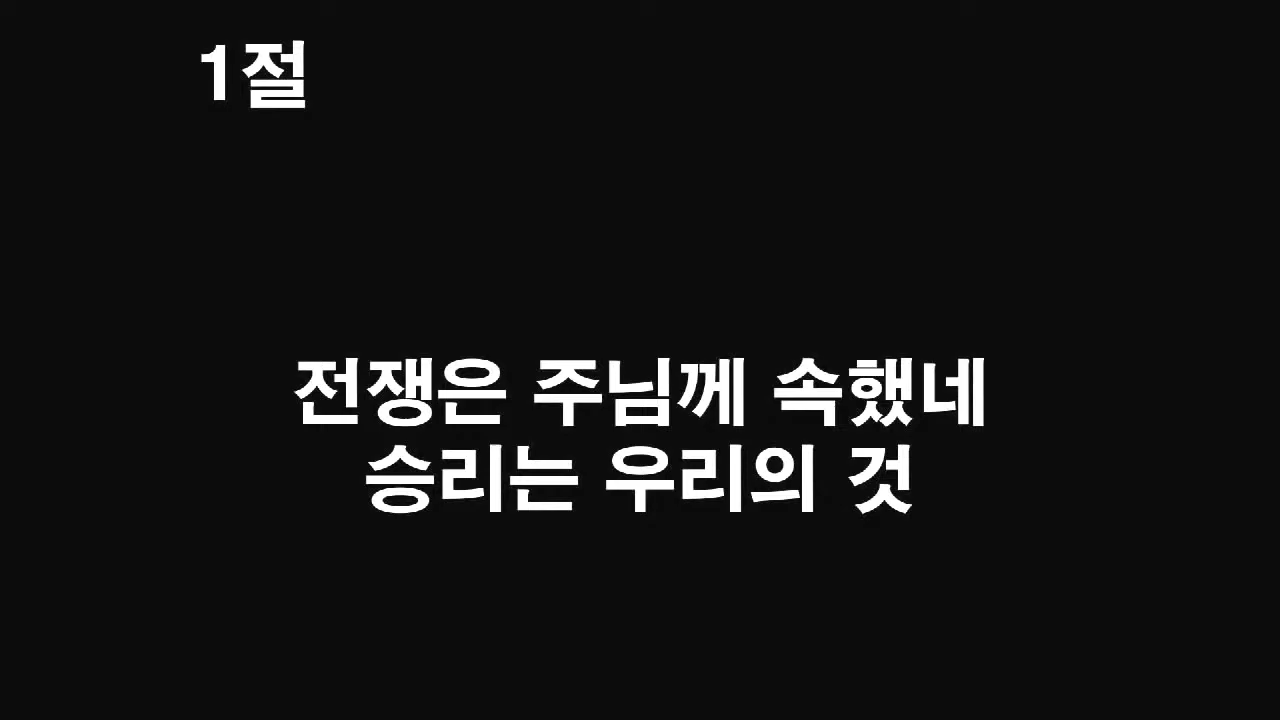 1절
전쟁은 주님께 속했네
승리는 우리의 것